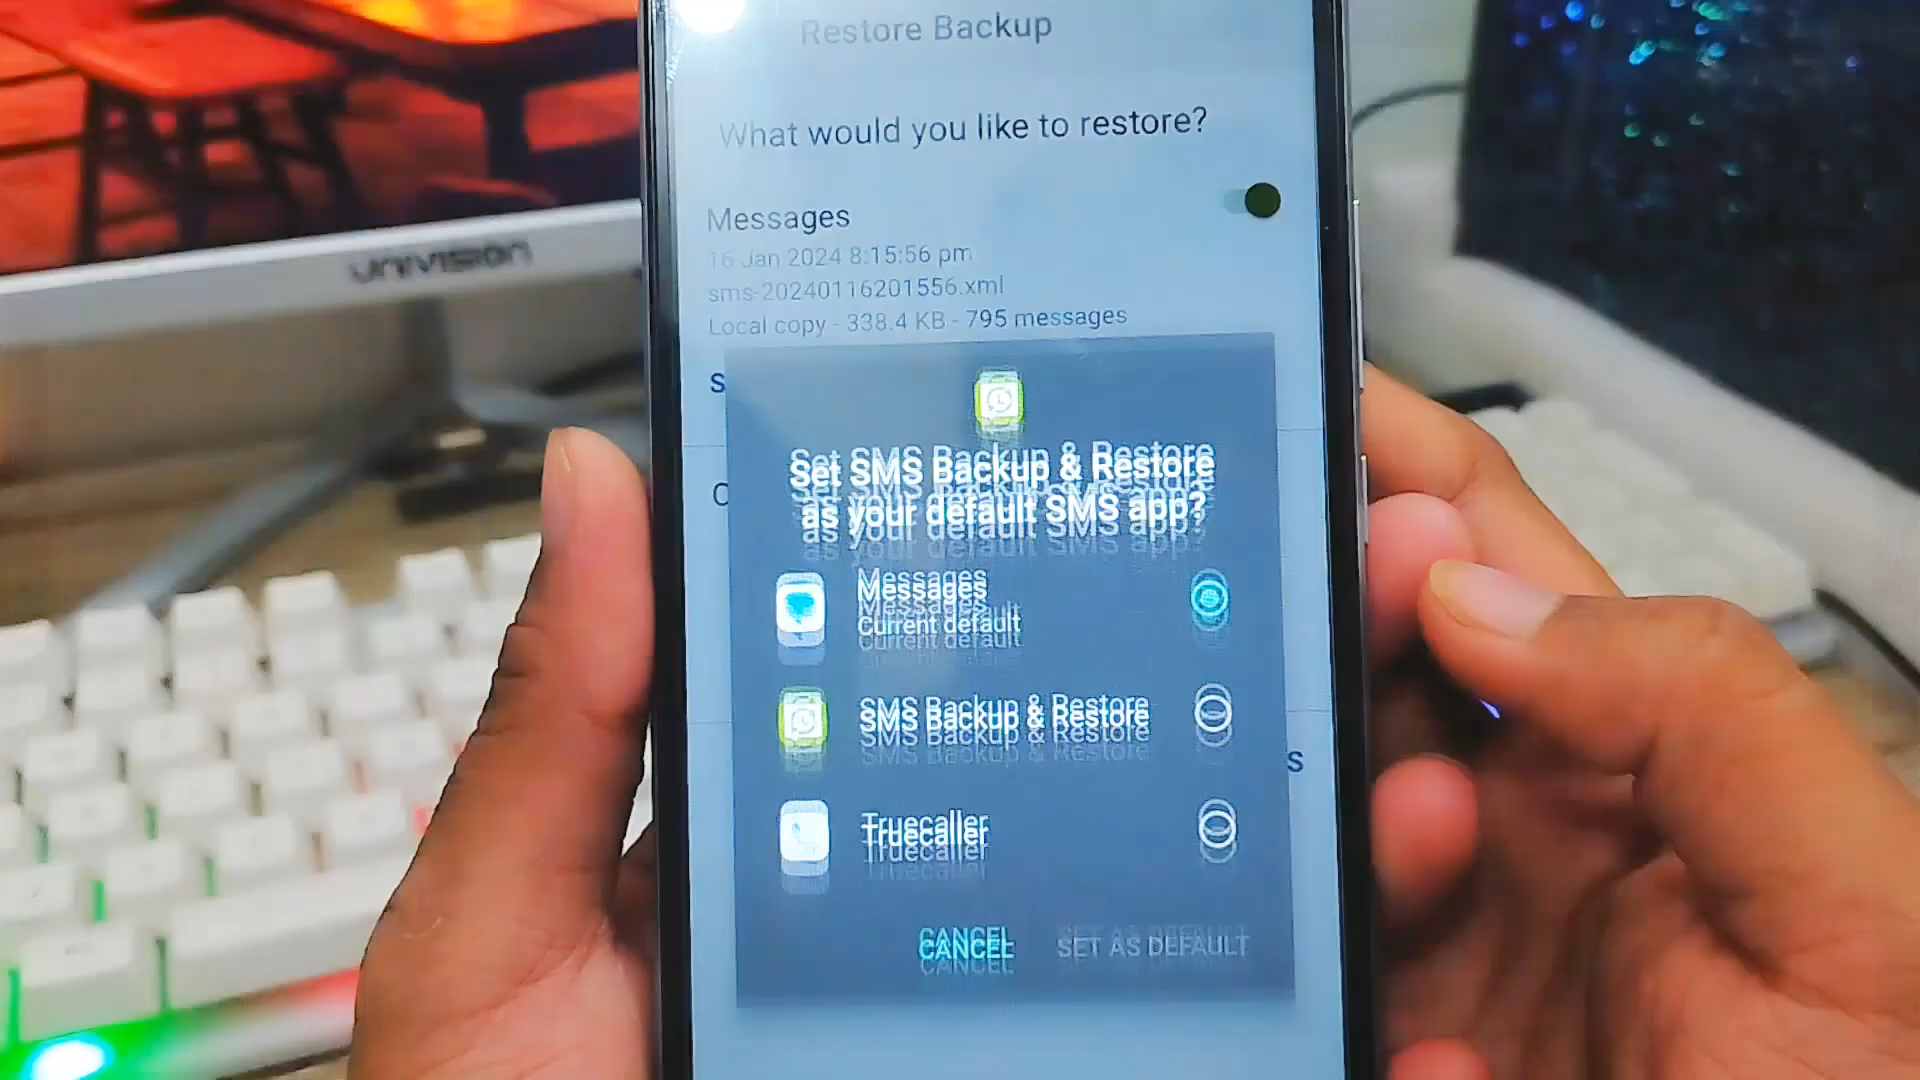 Restore Backup
What would you like to restore?
Messages
16 Jan 2024 8:15:56 pm
sms-20240116201556.xml
Local copy - 338.4 KB - 795 messages
S
C
Set SMS Backup & Restore
as your default SMS app?
Messages
Current default
SMS Backup & Restore
S
Truecaller
CANCEL
SET AS DEFAULT
UNIVISION